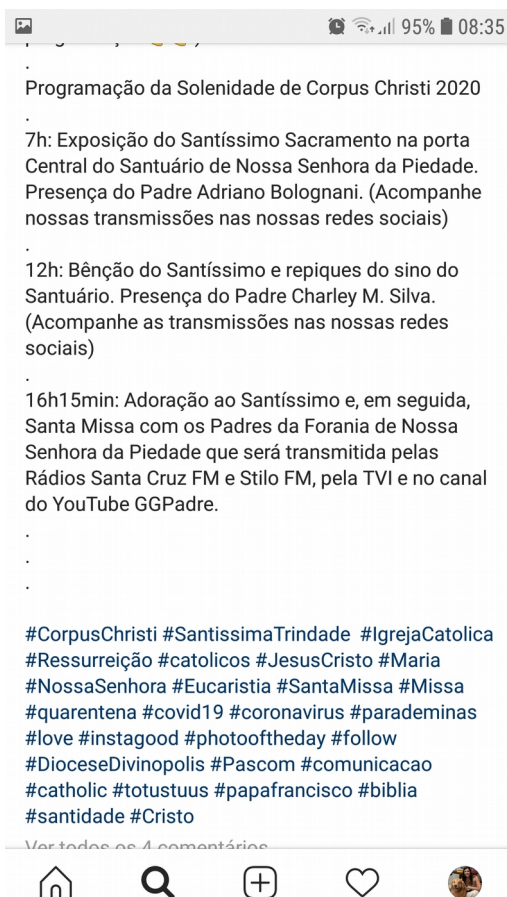 95% 08:35
Programação da Solenidade de Corpus Christi 2020
.
7h: Exposição do Santíssimo Sacramento na porta
Central do Santuário de Nossa Senhora da Piedade.
Presença do Padre Adriano Bolognani. (Acompanhe
nossas transmissões nas nossas redes sociais)
.
12h: Bênção do Santíssimo e repiques do sino do
Santuário. Presença do Padre Charley M. Silva.
(Acompanhe as transmissões nas nossas redes
sociais)
.
16h15min: Adoração ao Santíssimo e, em seguida,
Santa Missa com os Padres da Forania de Nossa
Senhora da Piedade que será transmitida pelas
Rádios Santa Cruz FM e Stilo FM, pela TVI e no canal
do YouTube GGPadre.
.
.
.
#CorpusChristi #SantissimaTrindade #IgrejaCatolica
#Ressurreição #catolicos #JesusCristo #Maria
#NossaSenhora #Eucaristia #SantaMissa #Missa
#quarentena #covid19 #coronavirus #parademinas
#love #instagood #photooftheday #follow
#DioceseDivinopolis #Pascom #comunicacao
#catholic #totustuus #papafrancisco #biblia
#santidade #Cristo
Ver todos os 4 comentários